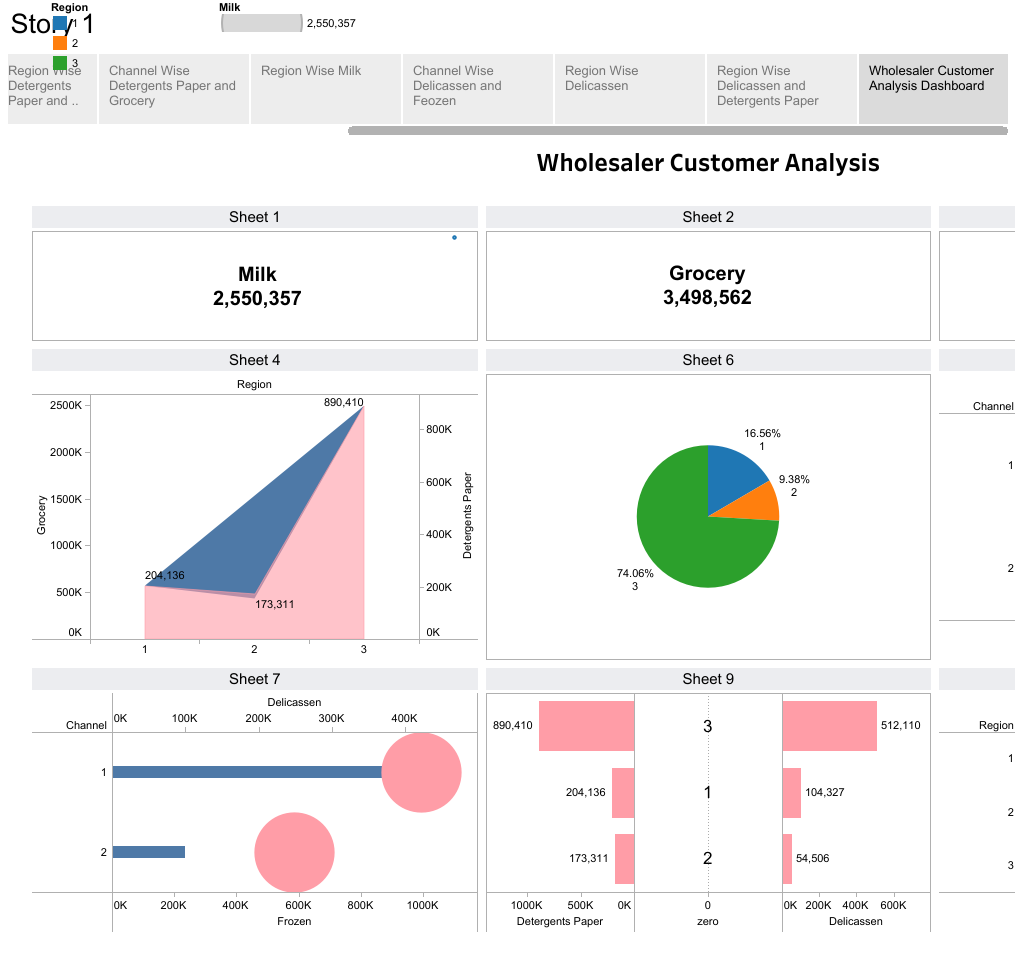 Story 1
Region
1
2
3
Milk
2,550,357
Region Wise
Detergents
Paper and ..
Channel Wise
Detergents Paper and
Grocery
Region Wise Milk
Channel Wise
Delicassen and
Feozen
Region Wise
Delicassen
Region Wise
Delicassen and
Detergents Paper
Wholesaler Customer
Analysis Dashboard
Wholesaler Customer Analysis
Sheet 1
Milk
2,550,357
Sheet 2
Grocery
3,498,562
Sheet 4
Region
2500K
2000K
1500K
1000K
500K
0K
Grocery
890,410
204,136
173,311
800K
600K
400K
200K
0K
Detergents Paper
1 2 3
Sheet 6
16.56%
1
9.38%
2
74.06%
3
Channel
1
2
Sheet 7
Delicassen
Channel 0K 100K 200K 300K 400K
1
2
0K 200K 400K 600K 800K 1000K
Frozen
Sheet 9
890,410 3 512,110
204,136 1 104,327
173,311 2 54,506
1000K 500K 0K 0 0K 200K 400K 600K
Detergents Paper zero Delicassen
Region
1
2
3